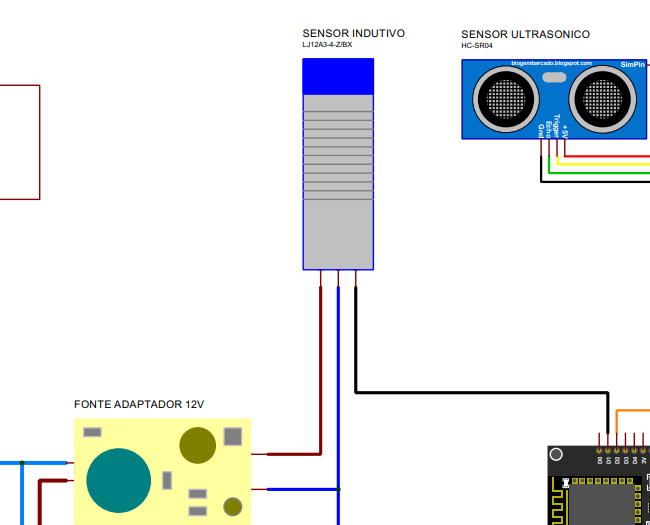 SENSOR INDUTIVO
LJ12A3-4-Z/BX
SENSOR ULTRASONICO
HC-SR04
blogembarcado.blogspot.com
SimPin
Gnd
Echo
Trigger
+5V
FONTE ADAPTADOR 12V
D0
D1
D2
D3
D4